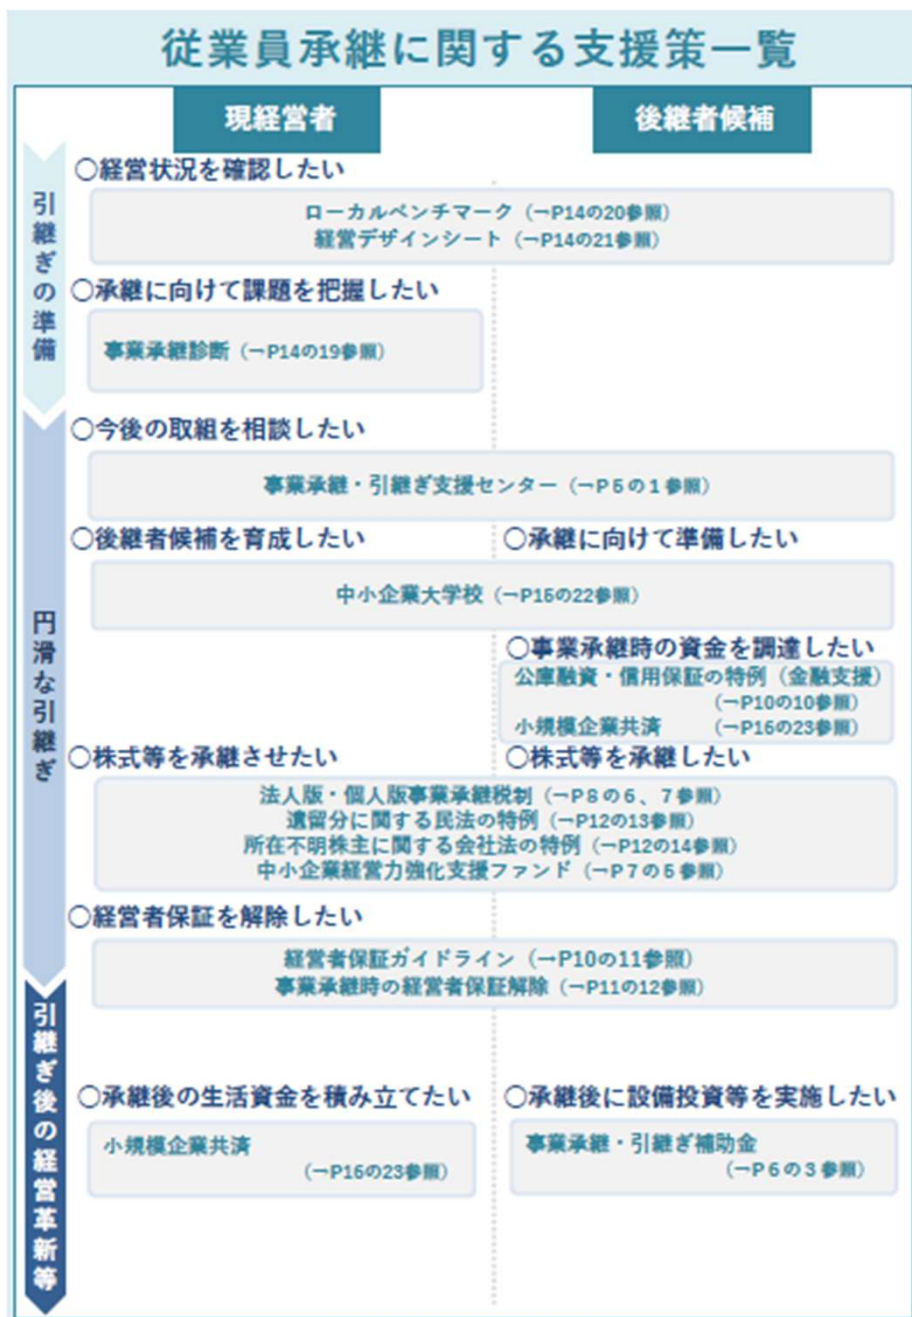 従業員承継に関する支援策一覧
現経営者
後継者候補
引継ぎの準備
○経営状況を確認したい
ローカルベンチマーク（→P14の20参照）
経営デザインシート（→P14の21参照）
○承継に向けて課題を把握したい
事業承継診断（→P14の19参照）
円滑な引継ぎ
○今後の取組を相談したい
事業承継・引継ぎ支援センター（→P5の1参照）
○後継者候補を育成したい
○承継に向けて準備したい
中小企業大学校（→P15の22参照）
○事業承継時の資金を調達したい
公庫融資・信用保証の特例（金融支援）
（→P10の10参照）
小規模企業共済　（→P16の23参照）
○株式等を承継させたい
○株式等を承継したい
法人版・個人版事業承継税制（→P8の6、7参照）
遺留分に関する民法の特例（→P12の13参照）
所在不明株主に関する会社法の特例（→P12の14参照）
中小企業経営力強化支援ファンド（→P7の5参照）
○経営者保証を解除したい
経営者保証ガイドライン（→P10の11参照）
事業承継時の経営者保証解除（→P11の12参照）
引継ぎ後の経営革新等
○承継後の生活資金を積み立てたい
小規模企業共済
（→P16の23参照）
○承継後に設備投資等を実施したい
事業承継・引継ぎ補助金
（→P6の3参照）